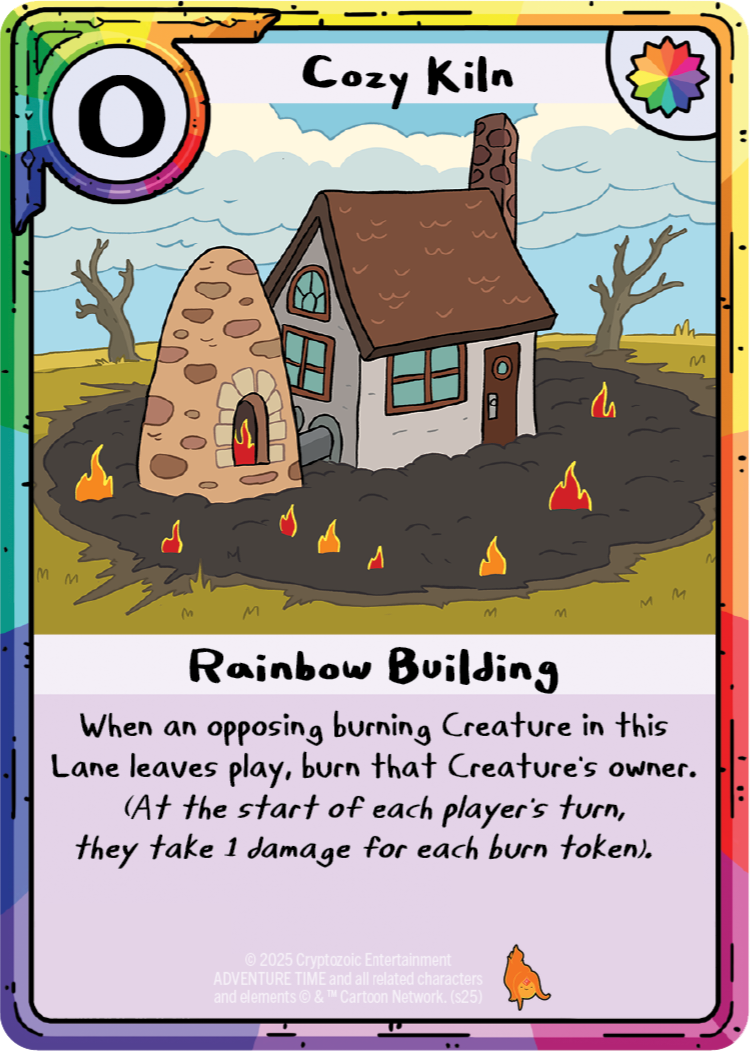 0
Cozy Kiln
Rainbow Building
When an opposing burning Creature in this
Lane leaves play, burn that Creature's owner.
(At the start of each player's turn,
they take 1 damage for each burn token).
© 2025 Cryptozoic Entertainment
ADVENTURE TIME and all related characters
and elements © & ™ Cartoon Network. (s25)